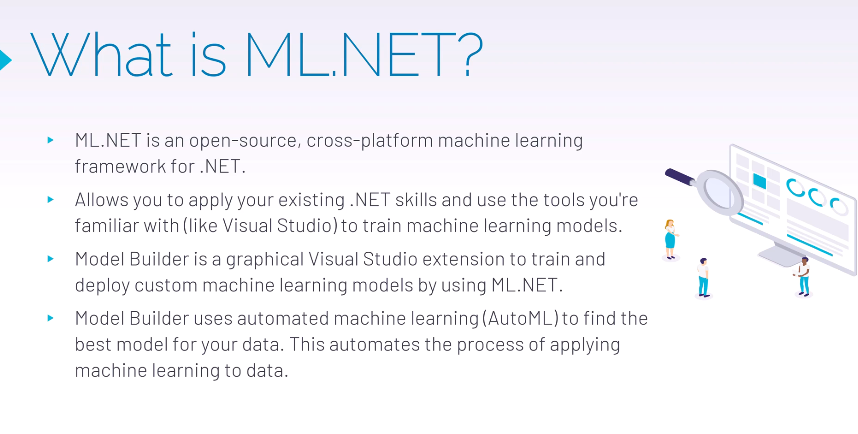 What is ML.NET?
ML.NET is an open-source, cross-platform machine learning
framework for .NET.
Allows you to apply your existing .NET skills and use the tools you're
familiar with (like Visual Studio) to train machine learning models.
Model Builder is a graphical Visual Studio extension to train and
deploy custom machine learning models by using ML.NET.
Model Builder uses automated machine learning (AutoML) to find the
best model for your data. This automates the process of applying
machine learning to data.